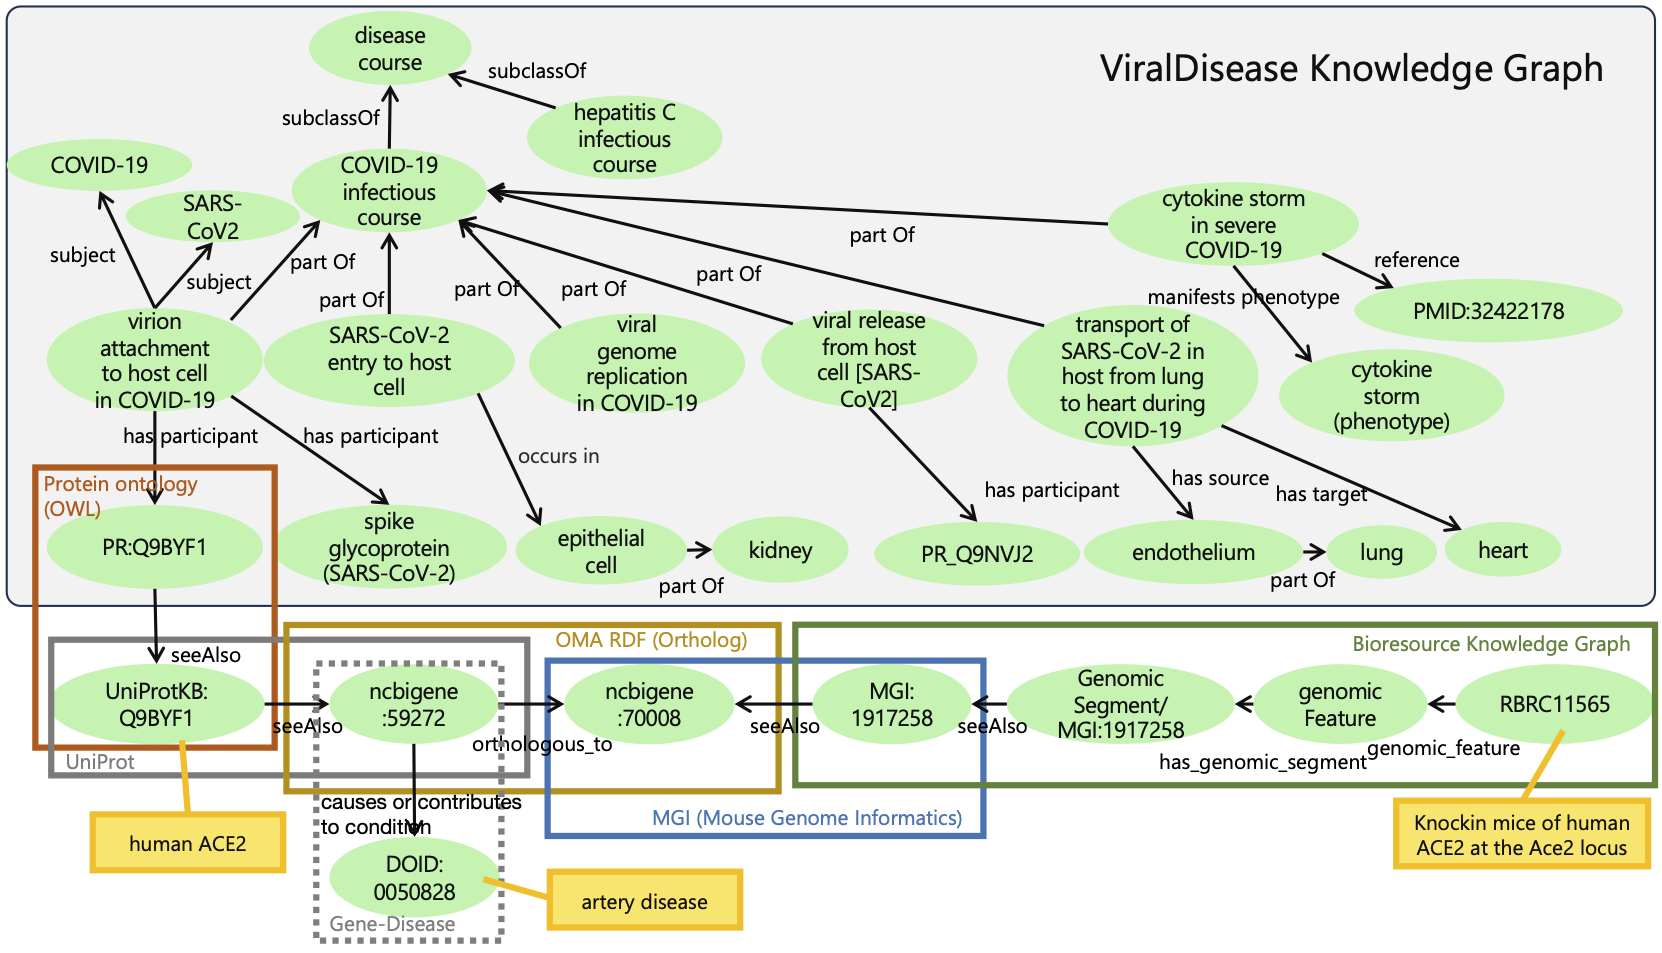 ViralDisease Knowledge Graph
disease
course
subclassOf
hepatitis C
infectious
course
subclassOf
COVID-19
COVID-19
infectious
course
SARS-
CoV2
cytokine storm
in severe
COVID-19
subject
subject
part Of
part Of
part Of
part Of
part Of
part Of
reference
manifests phenotype
PMID:32422178
virion
attachment
to host cell
in COVID-19
SARS-CoV-2
entry to host
cell
viral
genome
replication
in COVID-19
viral release
from host
cell [SARS-
CoV2]
transport of
SARS-CoV-2 in
host from lung
to heart during
COVID-19
cytokine
storm
(phenotype)
has participant
has participant
occurs in
has participant
has source
has target
Protein ontology
(OWL)
PR:Q9BYF1
spike
glycoprotein
(SARS-CoV-2)
epithelial
cell
kidney
part Of
PR_Q9NVJ2
endothelium
lung
part Of
heart
seeAlso
OMA RDF (Ortholog)
Bioresource Knowledge Graph
UniProtKB:
Q9BYF1
seeAlso
ncbigene
:59272
orthologous_to
ncbigene
:70008
seeAlso
MGI:
1917258
seeAlso
Genomic
Segment/
MGI:1917258
has_genomic_segment
genomic
Feature
genomic_feature
RBRC11565
UniProt
causes or contributes
to condition
MGI (Mouse Genome Informatics)
human ACE2
Knockin mice of human
ACE2 at the Ace2 locus
DOID:
0050828
artery disease
Gene-Disease